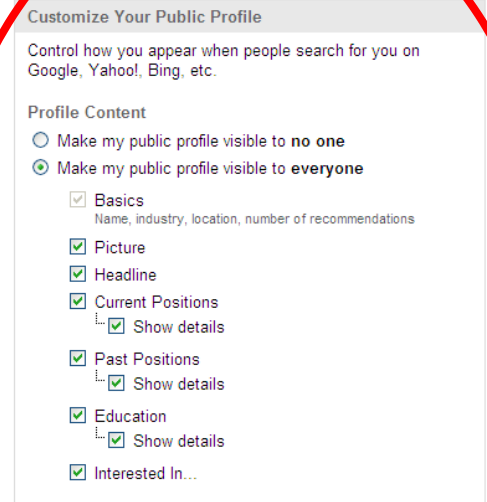 Customize Your Public Profile
Control how you appear when people search for you on
Google, Yahoo!, Bing, etc.
Profile Content
Make my public profile visible to no one
Make my public profile visible to everyone
Basics
Name, industry, location, number of recommendations
Picture
Headline
Current Positions
Show details
Past Positions
Show details
Education
Show details
Interested In...